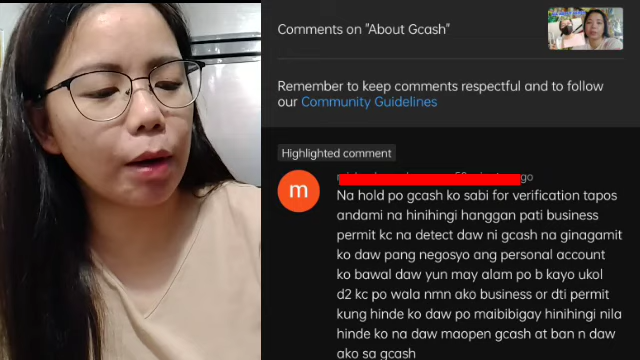 Comments on "About Gcash"
Remember to keep comments respectful and to follow
our Community Guidelines
Highlighted comment
m
go
Na hold po gcash ko sabi for verification tapos
andami na hinihingi hanggan pati business
permit kc na detect daw ni gcash na ginagamit
ko daw pang negosyo ang personal account
ko bawal daw yun may alam po b kayo ukol
d2 kc po wala nmn ako business or dti permit
kung hinde ko daw po maibibigay hinihingi nila
hinde ko na daw maopen gcash at ban n daw
ako sa gcash